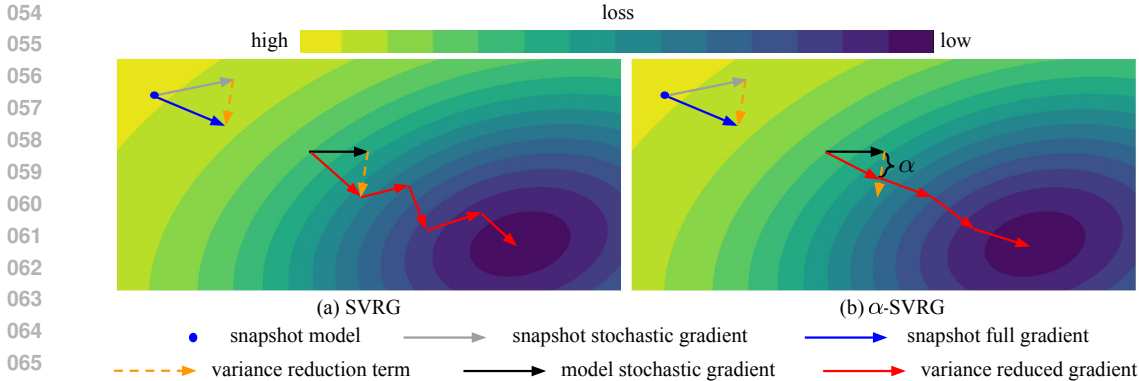 054
loss
055
high low
056
057
058
α
059
060
061
062
063
(a) SVRG (b) α-SVRG
064
snapshot model snapshot stochastic gradient snapshot full gradient
065
variance reduction term model stochastic gradient variance reduced gradient